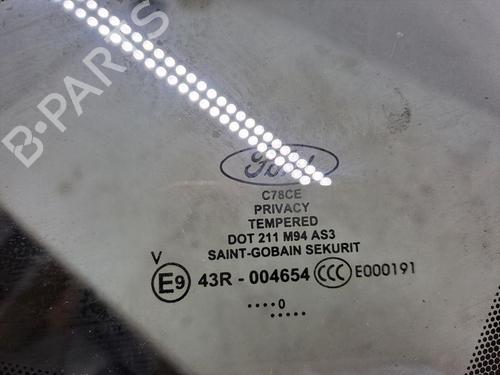 B-PARTS
Ford
C78CE
PRIVACY
TEMPERED
DOT 211 M94 AS3
SAINT-GOBAIN SEKURIT
V
E9 43R - 004654 CCC E000191
.....0
....